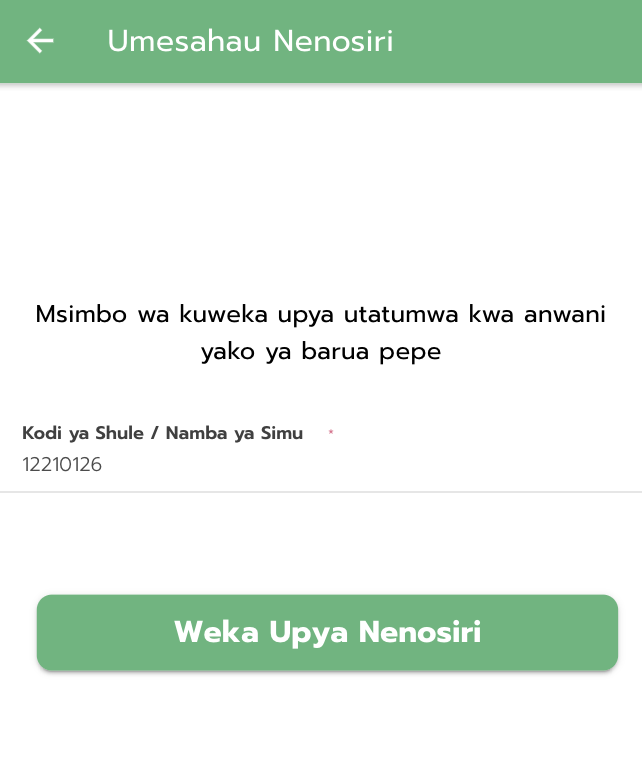 Umesahau Nenosiri
Msimbo wa kuweka upya utatumwa kwa anwani
yako ya barua pepe
Kodi ya Shule / Namba ya Simu *
12210126
Weka Upya Nenosiri